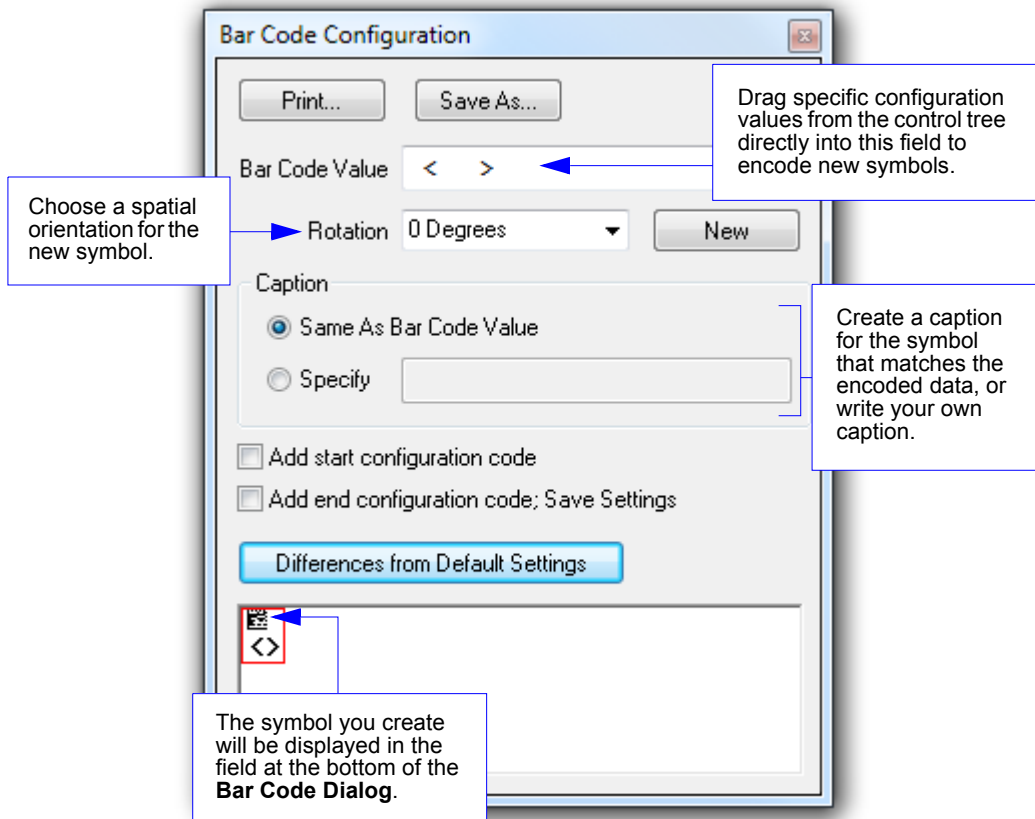 Bar Code Configuration
Print...
Save As...
Drag specific configuration
values from the control tree
directly into this field to
encode new symbols.
Bar Code Value
< >
Choose a spatial
orientation for the
new symbol.
Rotation
0 Degrees
New
Caption
Same As Bar Code Value
Specify
Create a caption
for the symbol
that matches the
encoded data, or
write your own
caption.
Add start configuration code
Add end configuration code; Save Settings
Differences from Default Settings
<>
The symbol you create
will be displayed in the
field at the bottom of the
Bar Code Dialog.